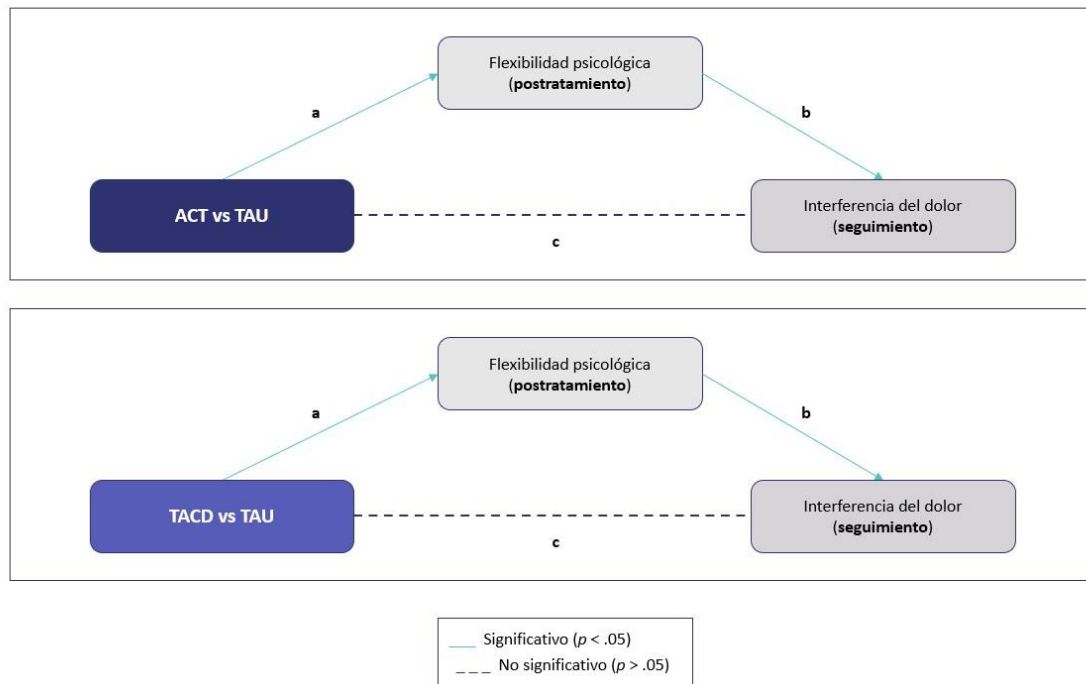 Flexibilidad psicológica
(postratamiento)
a
b
ACT vs TAU
Interferencia del dolor
(seguimiento)
c
Flexibilidad psicológica
(postratamiento)
a
b
TACD vs TAU
Interferencia del dolor
(seguimiento)
c
Significativo (p < .05)
No significativo (p > .05)